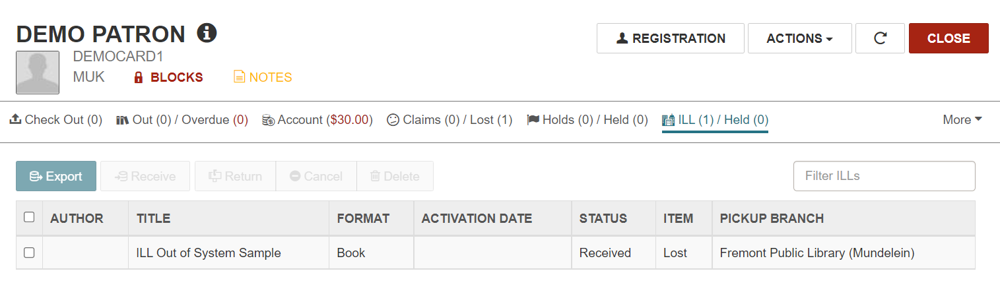 DEMO PATRON
REGISTRATION ACTIONS CLOSE
DEMOCARD1
MUK BLOCKS NOTES
Check Out (0) Out (0) / Overdue (0) Account ($30.00) Claims (0) / Lost (1) Holds (0) / Held (0) ILL (1) / Held (0) More
Export Receive Return Cancel Delete Filter ILLs
AUTHOR TITLE FORMAT ACTIVATION DATE STATUS ITEM PICKUP BRANCH
ILL Out of System Sample Book Received Lost Fremont Public Library (Mundelein)